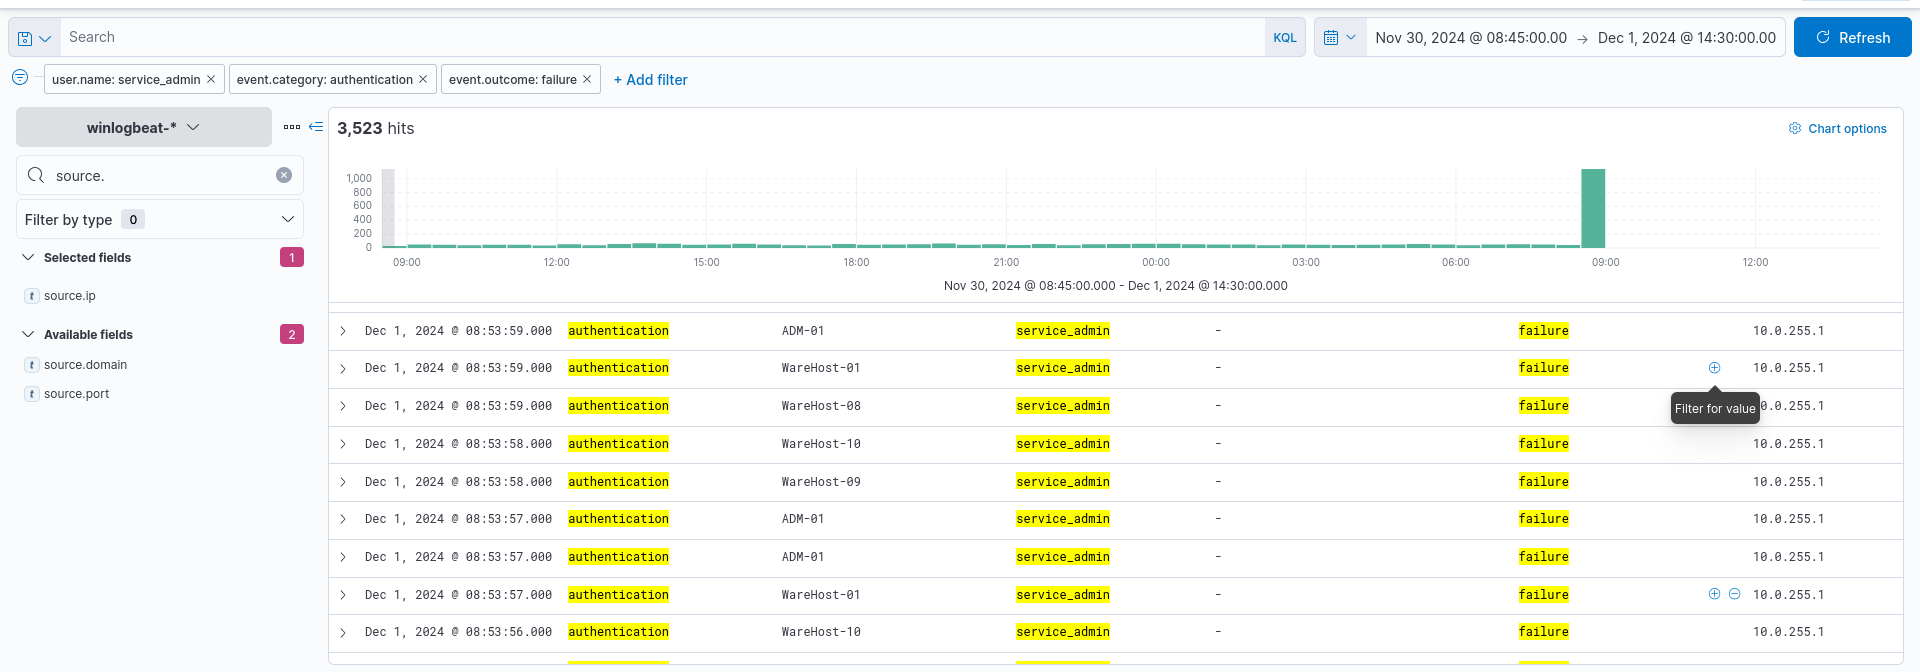 Search KQL Nov 30, 2024 @ 08:45:00.00 → Dec 1, 2024 @ 14:30:00.00 Refresh
user.name: service_admin × event.category: authentication × event.outcome: failure × + Add filter
winlogbeat-*
source.
Filter by type 0
Selected fields 1
t source.ip
Available fields 2
t source.domain
t source.port
3,523 hits
Chart options
1,000
800
600
400
200
0
09:00 12:00 15:00 18:00 21:00 00:00 03:00 06:00 09:00 12:00
Nov 30, 2024 @ 08:45:00.000 - Dec 1, 2024 @ 14:30:00.000
Dec 1, 2024 @ 08:53:59.000 authentication ADM-01 service_admin - failure 10.0.255.1
Dec 1, 2024 @ 08:53:59.000 authentication WareHost-01 service_admin - failure 10.0.255.1
Filter for value
Dec 1, 2024 @ 08:53:59.000 authentication WareHost-08 service_admin - failure 0.0.255.1
Dec 1, 2024 @ 08:53:58.000 authentication WareHost-10 service_admin - failure 10.0.255.1
Dec 1, 2024 @ 08:53:58.000 authentication WareHost-09 service_admin - failure 10.0.255.1
Dec 1, 2024 @ 08:53:57.000 authentication ADM-01 service_admin - failure 10.0.255.1
Dec 1, 2024 @ 08:53:57.000 authentication ADM-01 service_admin - failure 10.0.255.1
Dec 1, 2024 @ 08:53:57.000 authentication WareHost-01 service_admin - failure 10.0.255.1
Dec 1, 2024 @ 08:53:56.000 authentication WareHost-10 service_admin - failure 10.0.255.1